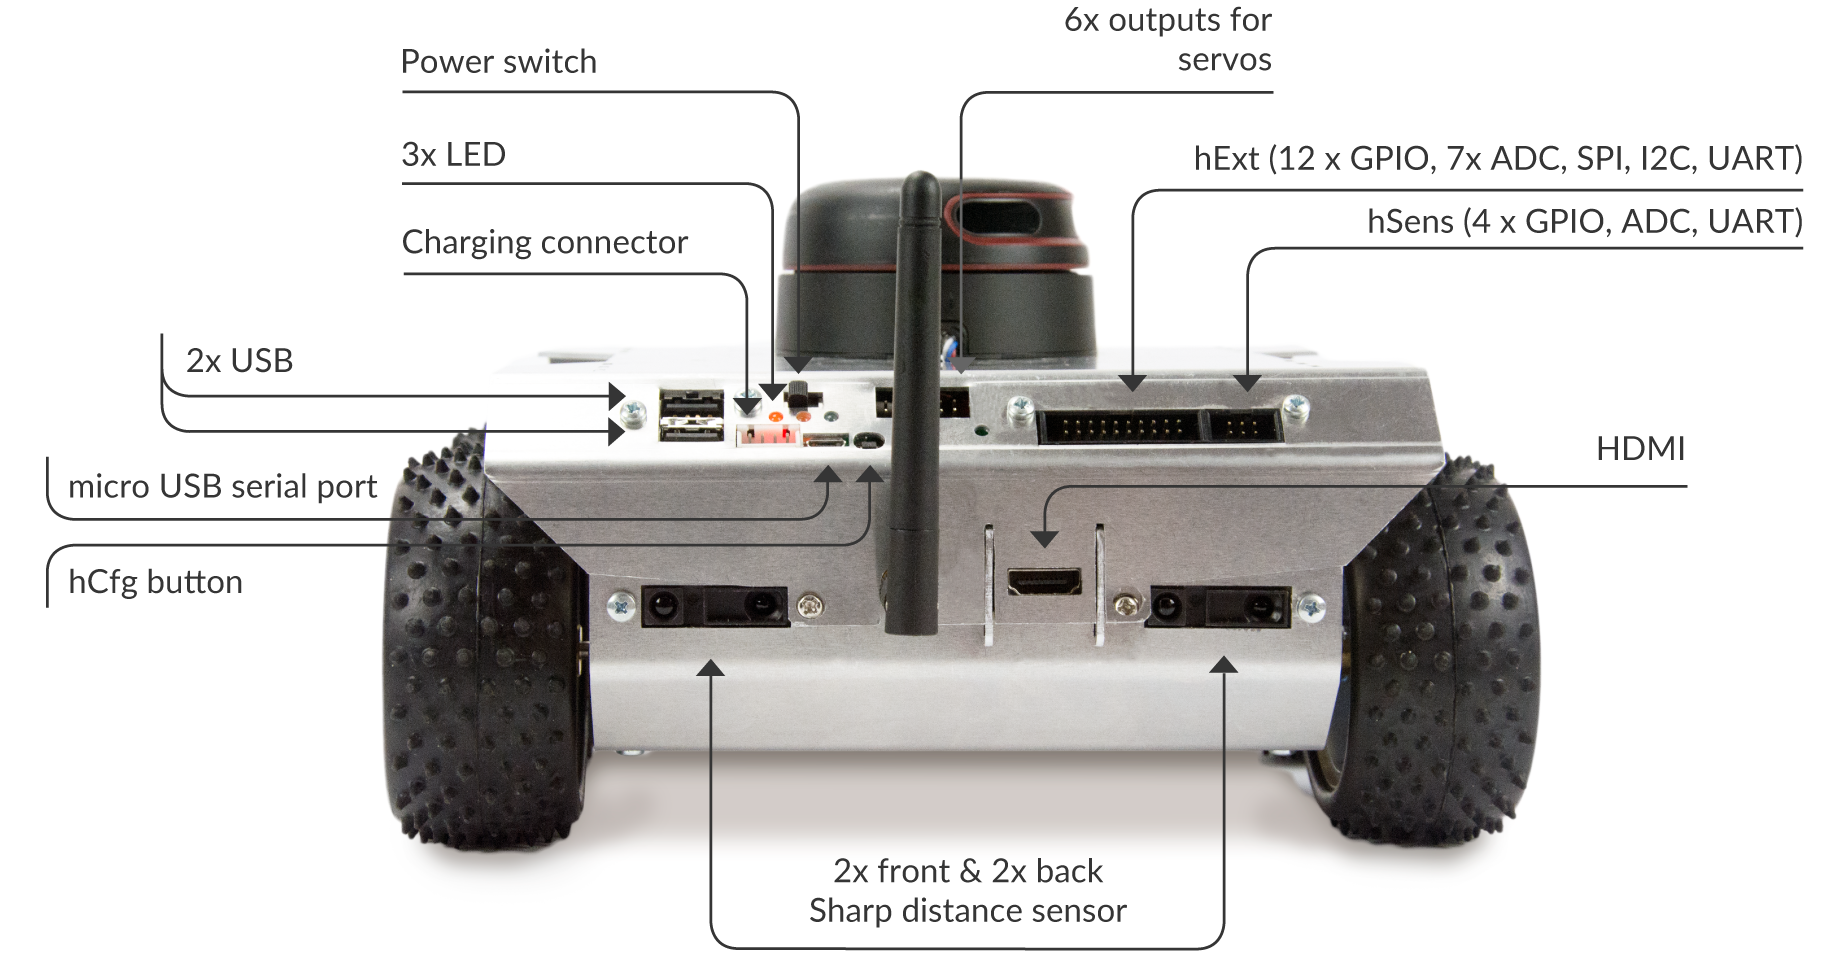 6x outputs for
servos
Power switch
3x LED
hExt (12 x GPIO, 7x ADC, SPI, I2C, UART)
hSens (4 x GPIO, ADC, UART)
Charging connector
2x USB
HDMI
micro USB serial port
hCfg button
2x front & 2x back
Sharp distance sensor